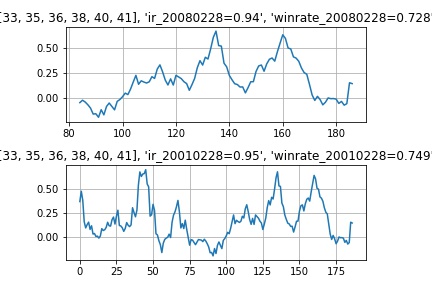 [33, 35, 36, 38, 40, 41], 'ir_20080228=0.94', 'winrate_20080228=0.728'
0.50
0.25
0.00
80 100 120 140 160 180
[33, 35, 36, 38, 40, 41], 'ir_20010228=0.95', 'winrate_20010228=0.749'
0.50
0.25
0.00
0 25 50 75 100 125 150 175